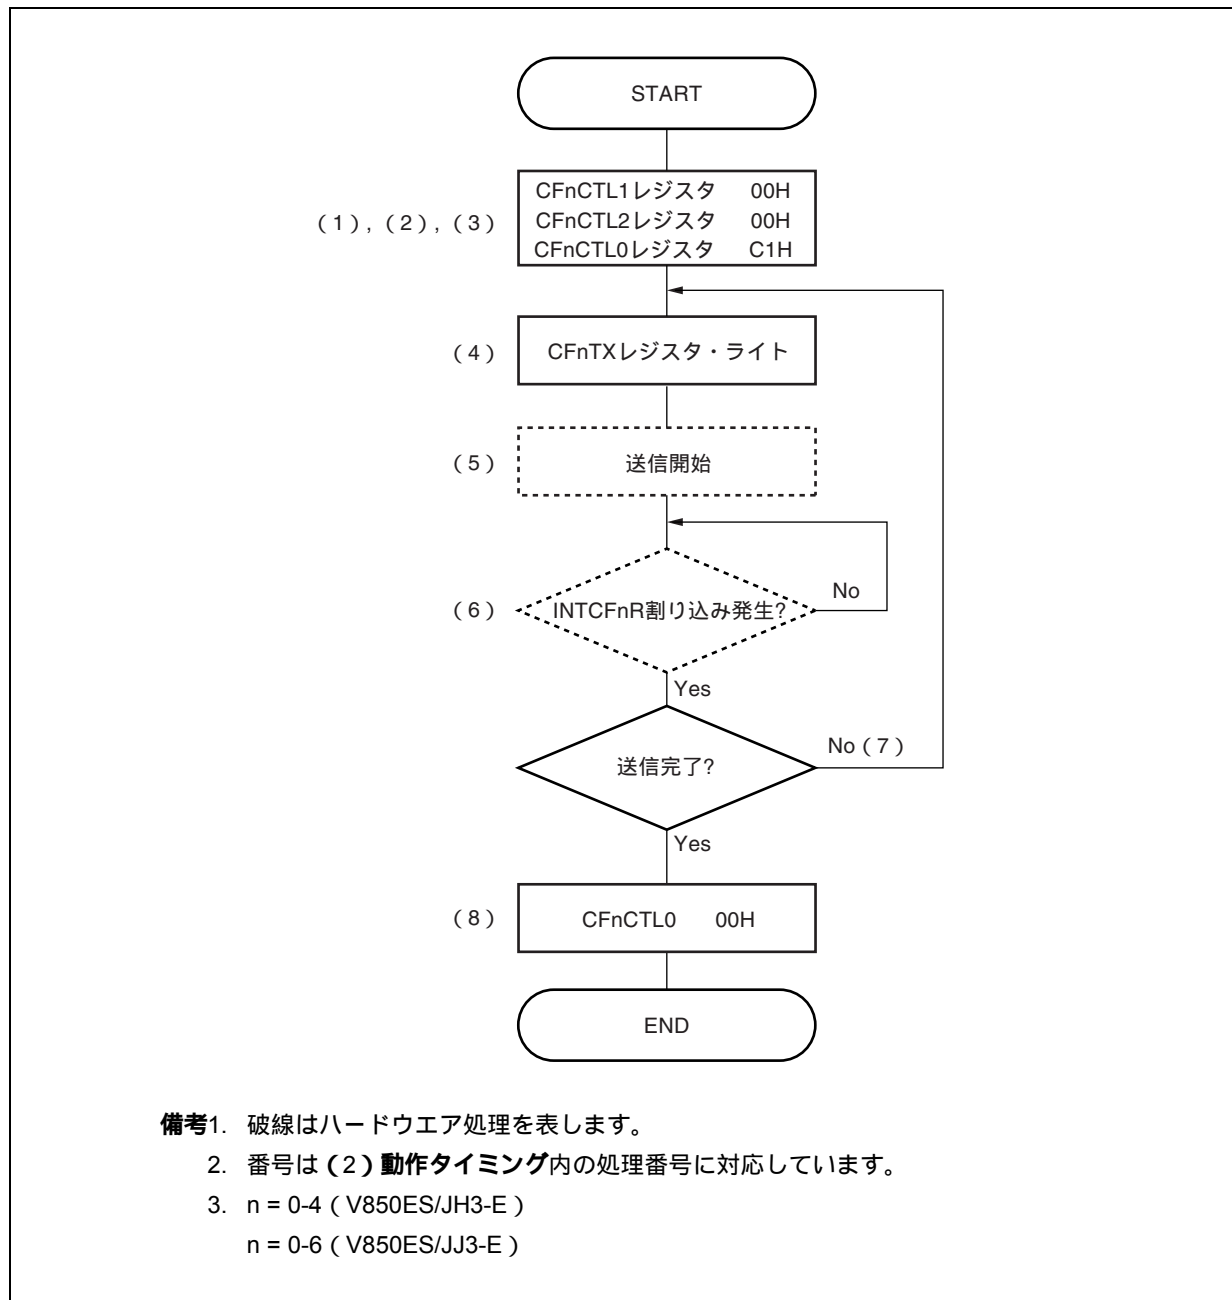 START
CFnCTL1レジスタ 00H
(1), (2), (3) CFnCTL2レジスタ 00H
CFnCTL0レジスタ C1H
(4) CFnTXレジスタ・ライト
(5) 送信開始
(6) INTCFnR割り込み発生? No
Yes
送信完了? No(7)
Yes
(8) CFnCTL0 00H
END
備考1. 破線はハードウエア処理を表します。
2. 番号は(2)動作タイミング内の処理番号に対応しています。
3. n = 0-4(V850ES/JH3-E)
n = 0-6(V850ES/JJ3-E)